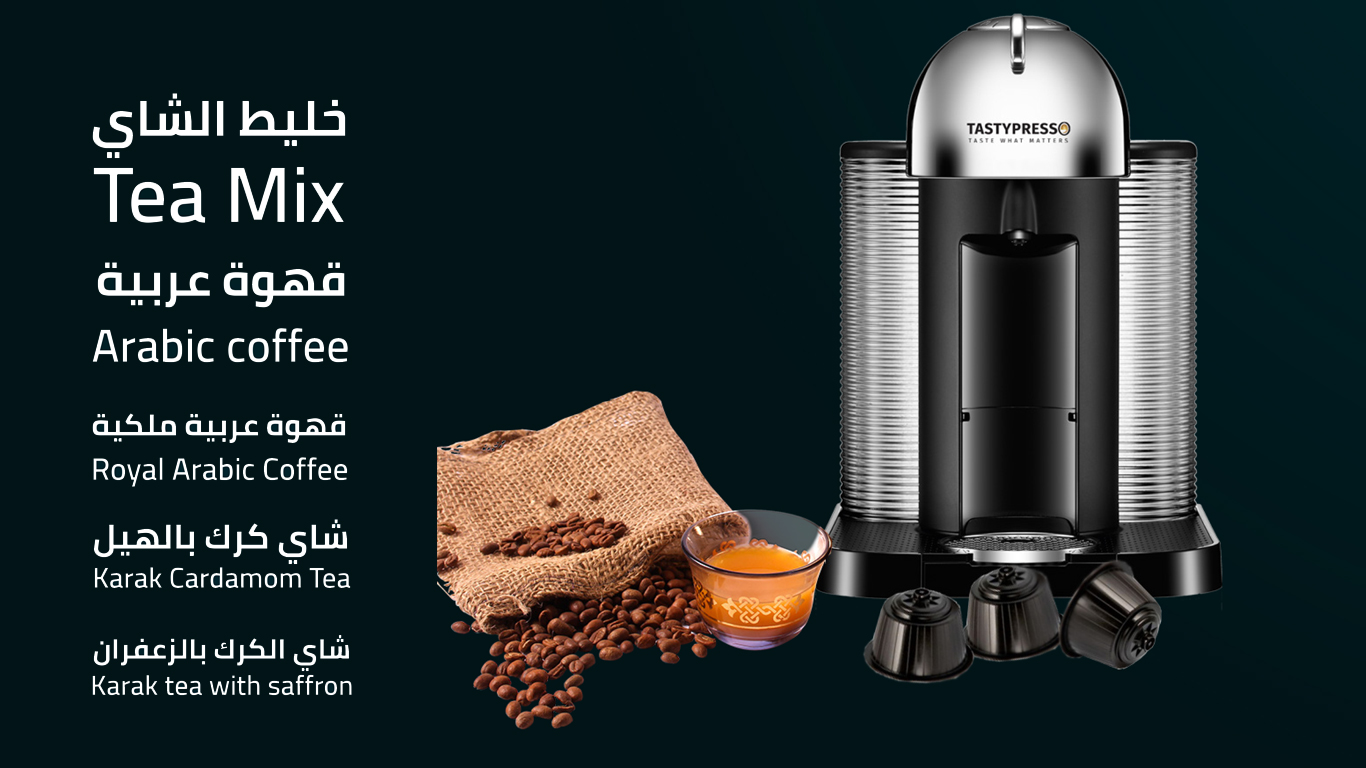 خليط الشاي
Tea Mix
قهوة عربية
Arabic coffee
قهوة عربية ملكية
Royal Arabic Coffee
شاي كرك بالهيل
Karak Cardamom Tea
شاي الكرك بالزعفران
Karak tea with saffron
TASTYPRESSO
TASTE WHAT MATTERS